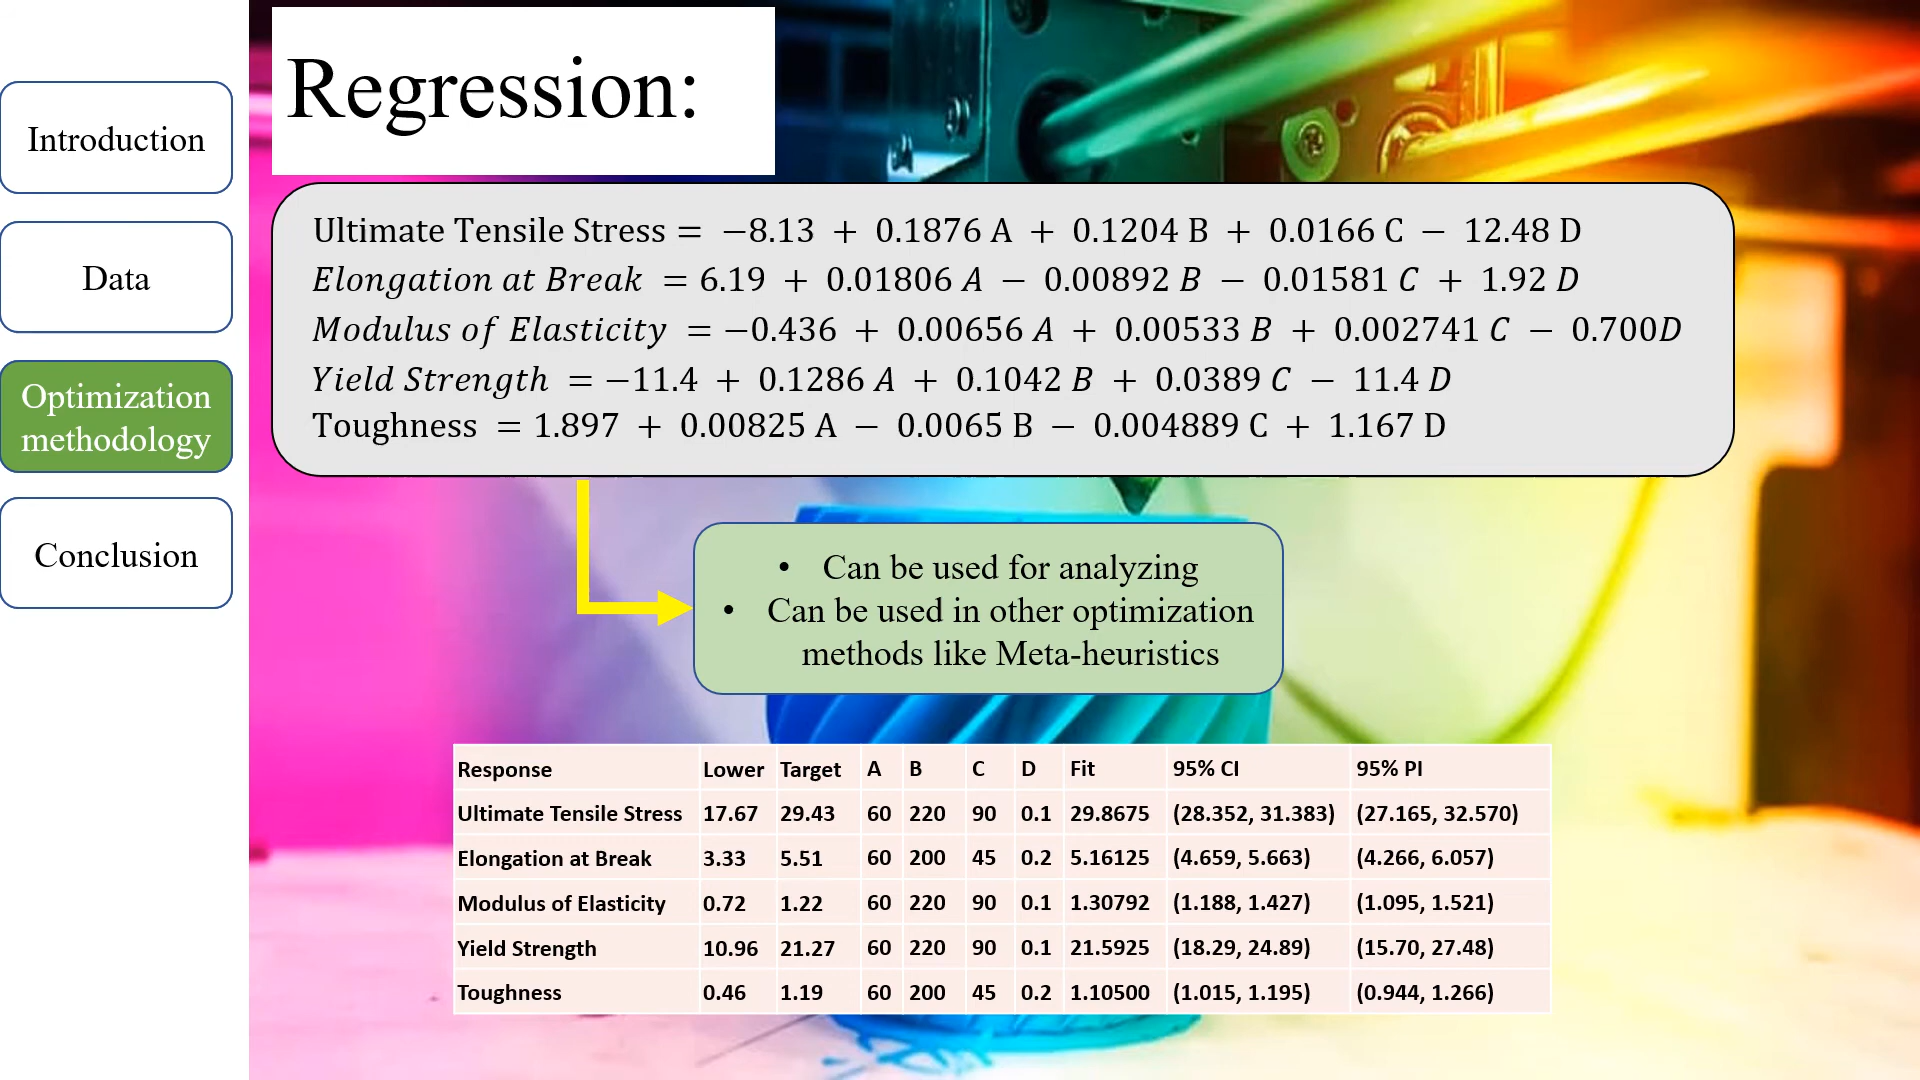 Introduction
Data
Optimization
methodology
Conclusion
Regression:
Ultimate Tensile Stress = −8.13 + 0.1876 A + 0.1204 B + 0.0166 C − 12.48 D
Elongation at Break = 6.19 + 0.01806 A − 0.00892 B − 0.01581 C + 1.92 D
Modulus of Elasticity = −0.436 + 0.00656 A + 0.00533 B + 0.002741 C − 0.700D
Yield Strength = −11.4 + 0.1286 A + 0.1042 B + 0.0389 C − 11.4 D
Toughness = 1.897 + 0.00825 A − 0.0065 B − 0.004889 C + 1.167 D
• Can be used for analyzing
• Can be used in other optimization
methods like Meta-heuristics
Response Lower Target A B C D Fit 95% CI 95% PI
Ultimate Tensile Stress 17.67 29.43 60 220 90 0.1 29.8675 (28.352, 31.383) (27.165, 32.570)
Elongation at Break 3.33 5.51 60 200 45 0.2 5.16125 (4.659, 5.663) (4.266, 6.057)
Modulus of Elasticity 0.72 1.22 60 220 90 0.1 1.30792 (1.188, 1.427) (1.095, 1.521)
Yield Strength 10.96 21.27 60 220 90 0.1 21.5925 (18.29, 24.89) (15.70, 27.48)
Toughness 0.46 1.19 60 200 45 0.2 1.10500 (1.015, 1.195) (0.944, 1.266)